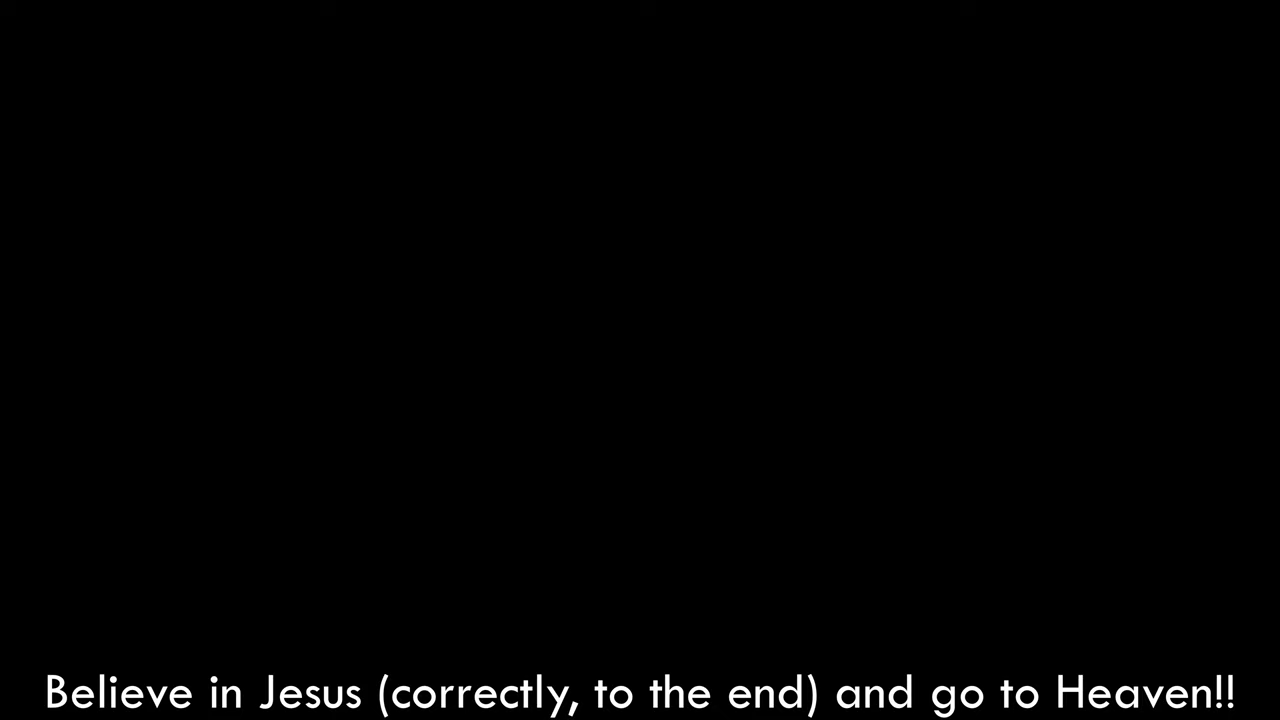 Believe in Jesus (correctly, to the end) and go to Heaven!!